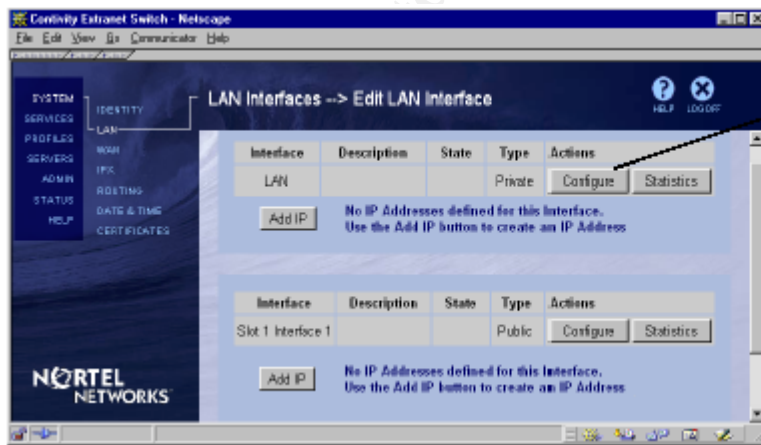 Contivity Extranet Switch - Netscape
File Edit View Go Communicator Help
SYSTEM
SERVICES
PROFILES
SERVERS
ADMIN
STATUS
HELP
IDENTITY
LAN
WAN
IPX
ROUTING
DATE & TIME
CERTIFICATES
LAN Interfaces --> Edit LAN Interface
HELP
LOGOFF
Interface Description State Type Actions
LAN Private Configure Statistics
Add IP
No IP Addresses defined for this Interface.
Use the Add IP button to create an IP Address
Interface Description State Type Actions
Slot 1 Interface 1 Public Configure Statistics
Add IP
No IP Addresses defined for this Interface.
Use the Add IP button to create an IP Address
NORTEL
NETWORKS